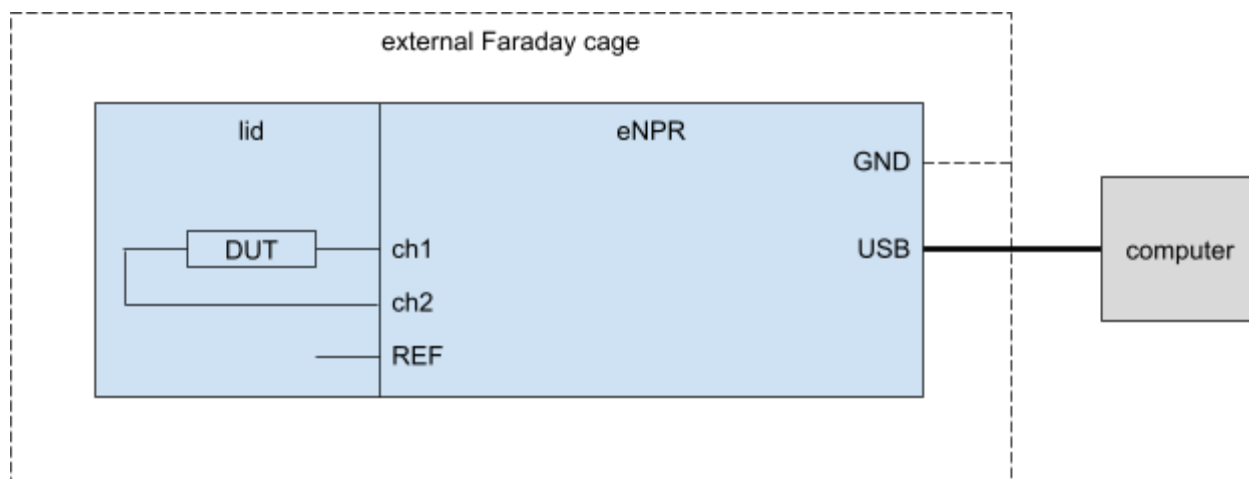 external Faraday cage
lid
eNPR
GND
DUT
ch1
USB
computer
ch2
REF